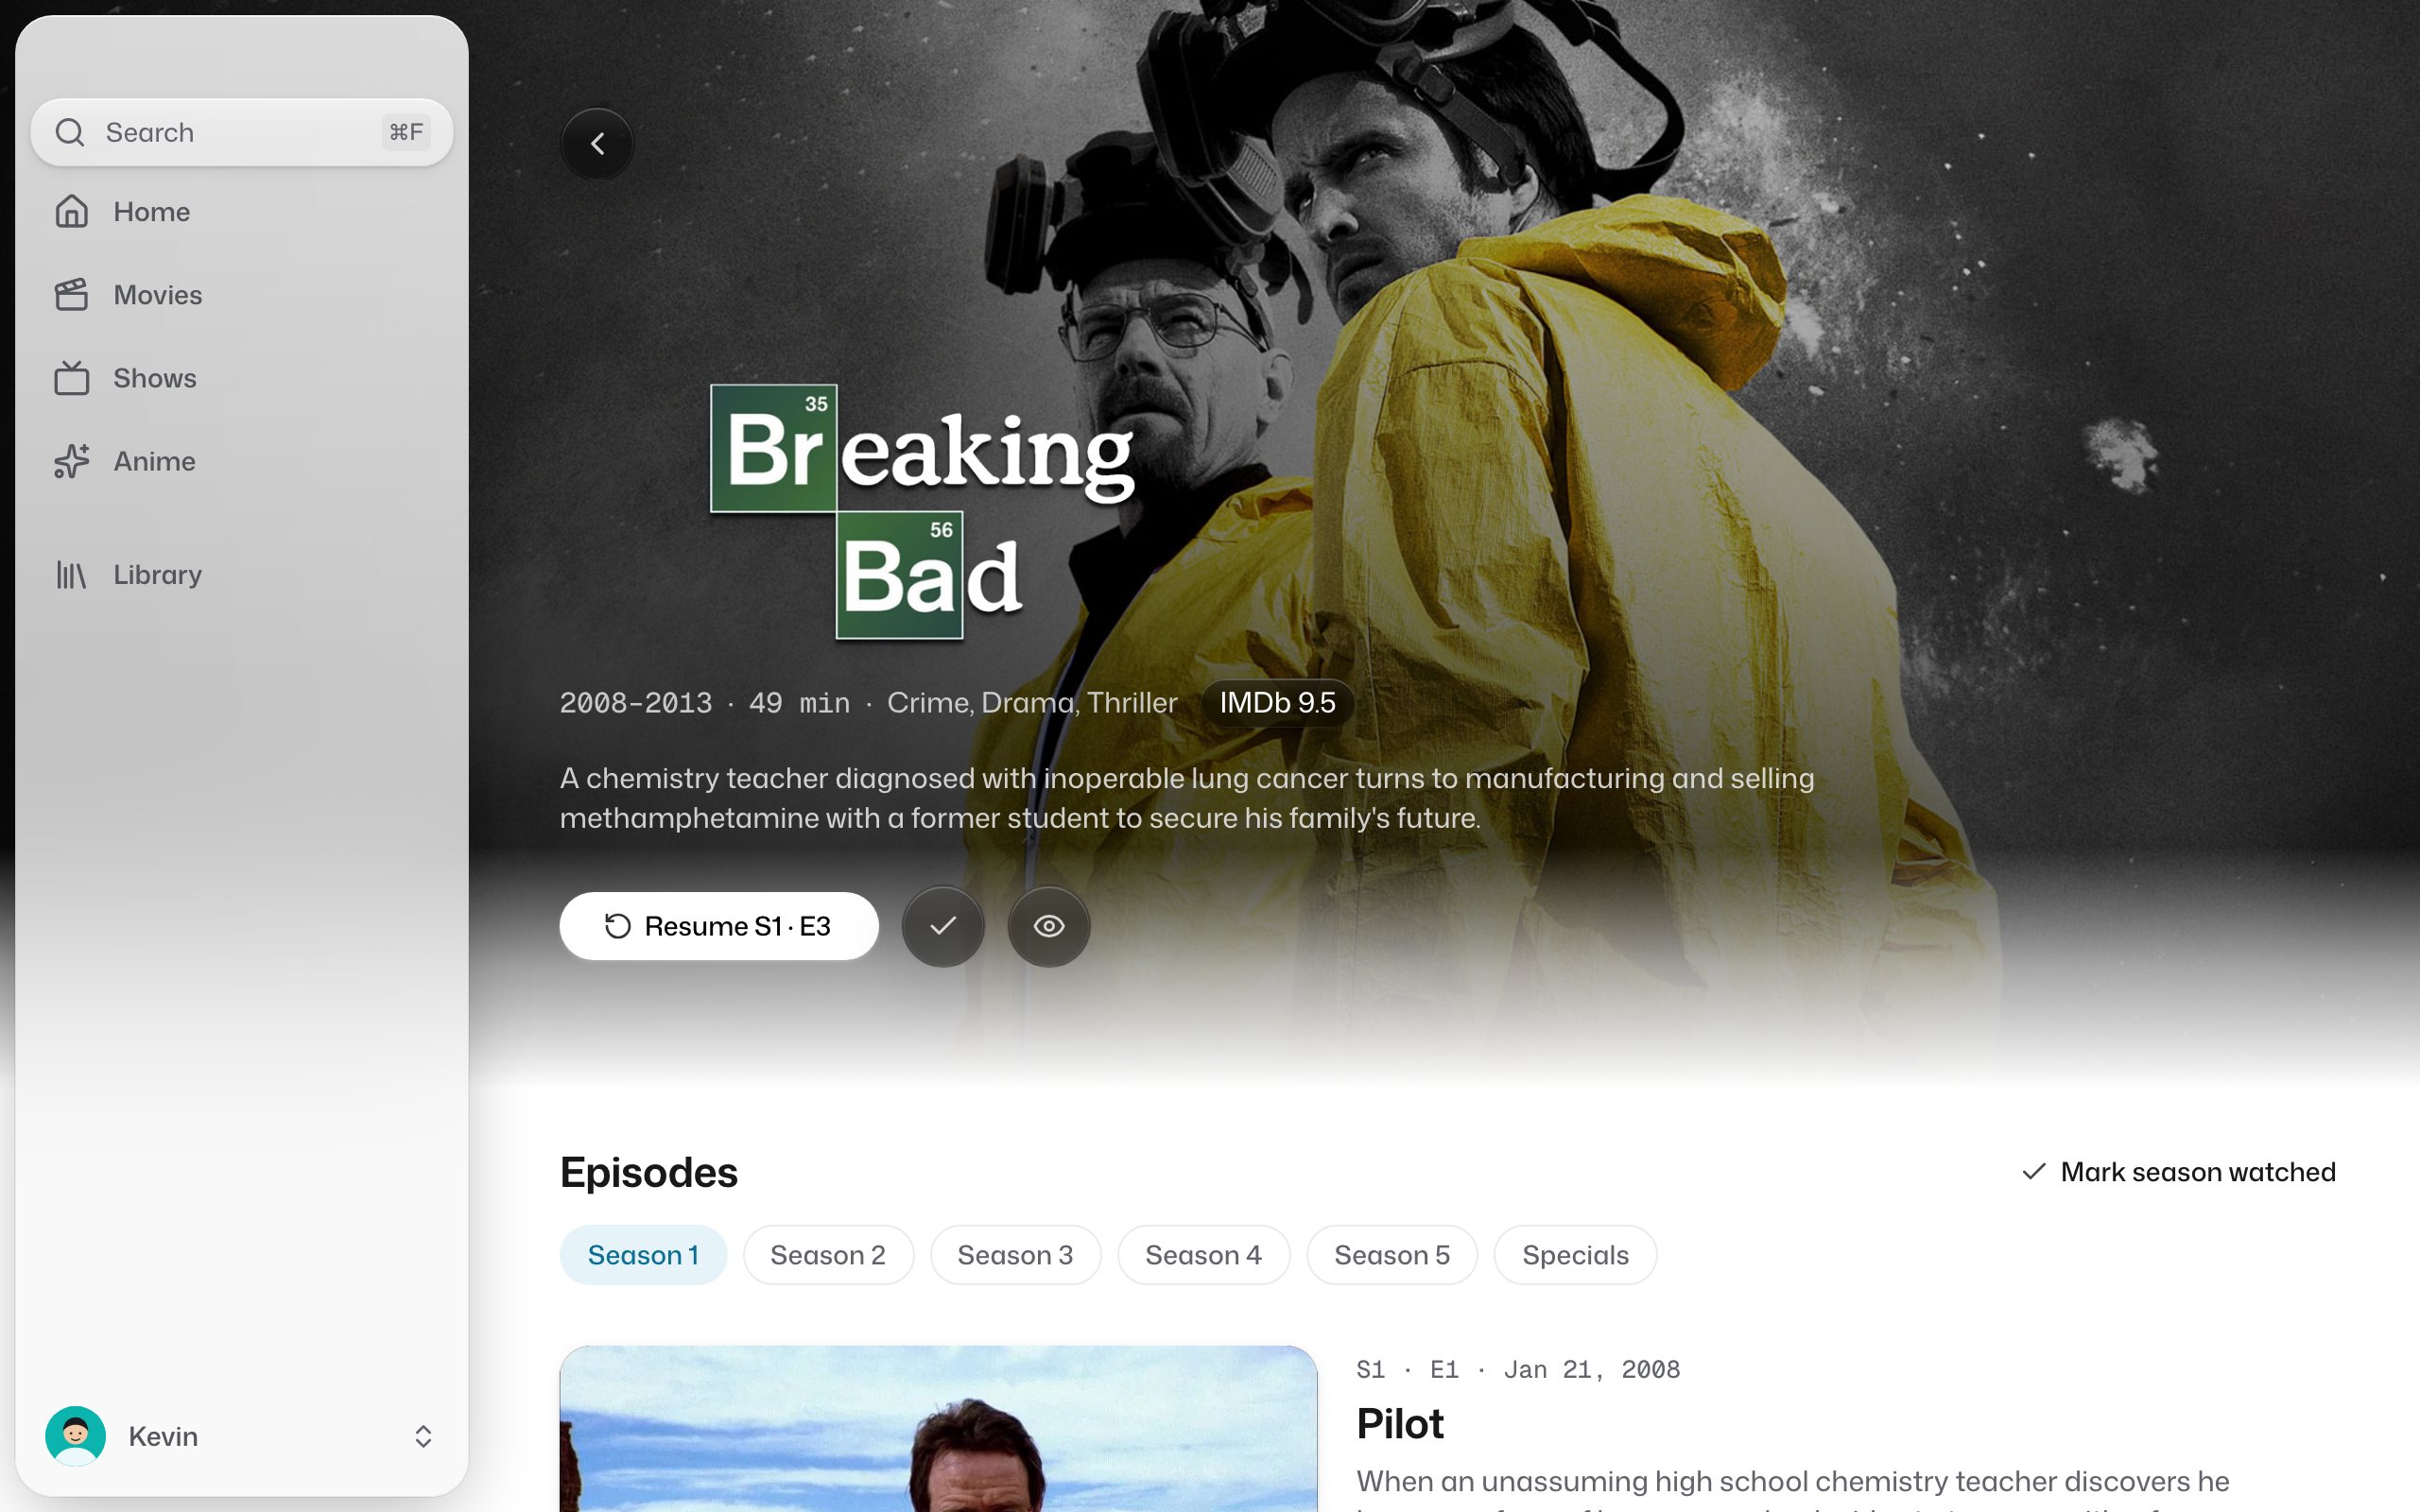 Search ⌘F
Home
Movies
Shows
Anime
Library
Kevin
35
Breaking
56
Bad
2008–2013 · 49 min · Crime, Drama, Thriller IMDb 9.5
A chemistry teacher diagnosed with inoperable lung cancer turns to manufacturing and selling
methamphetamine with a former student to secure his family's future.
Resume S1 · E3
Episodes
Mark season watched
Season 1 Season 2 Season 3 Season 4 Season 5 Specials
S1 · E1 · Jan 21, 2008
Pilot
When an unassuming high school chemistry teacher discovers he